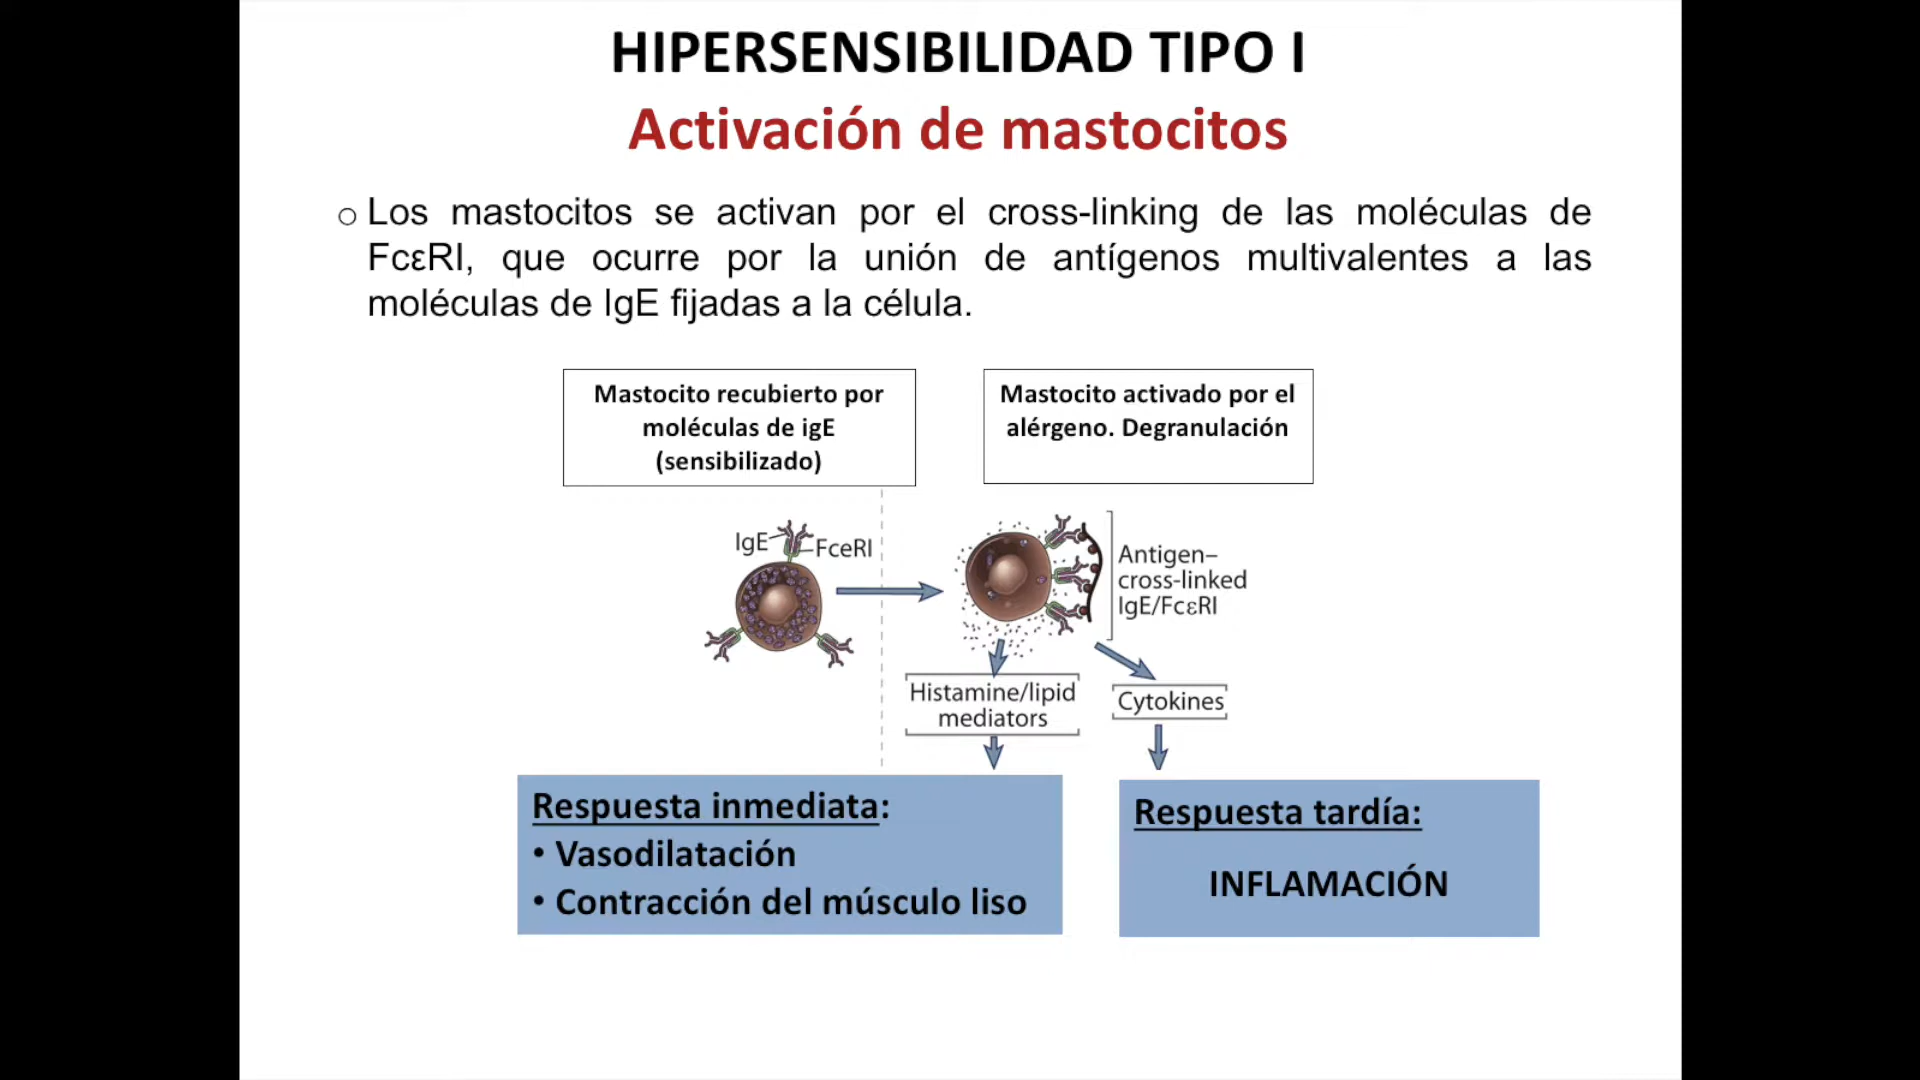 HIPERSENSIBILIDAD TIPO I
Activación de mastocitos
o Los mastocitos se activan por el cross-linking de las moléculas de
FcεRI, que ocurre por la unión de antígenos multivalentes a las
moléculas de IgE fijadas a la célula.
Mastocito recubierto por
moléculas de igE
(sensibilizado)
Mastocito activado por el
alérgeno. Degranulación
IgE
FceRI
Antigen–
cross-linked
IgE/FcεRI
Histamine/lipid
mediators
Cytokines
Respuesta inmediata:
• Vasodilatación
• Contracción del músculo liso
Respuesta tardía:
INFLAMACIÓN